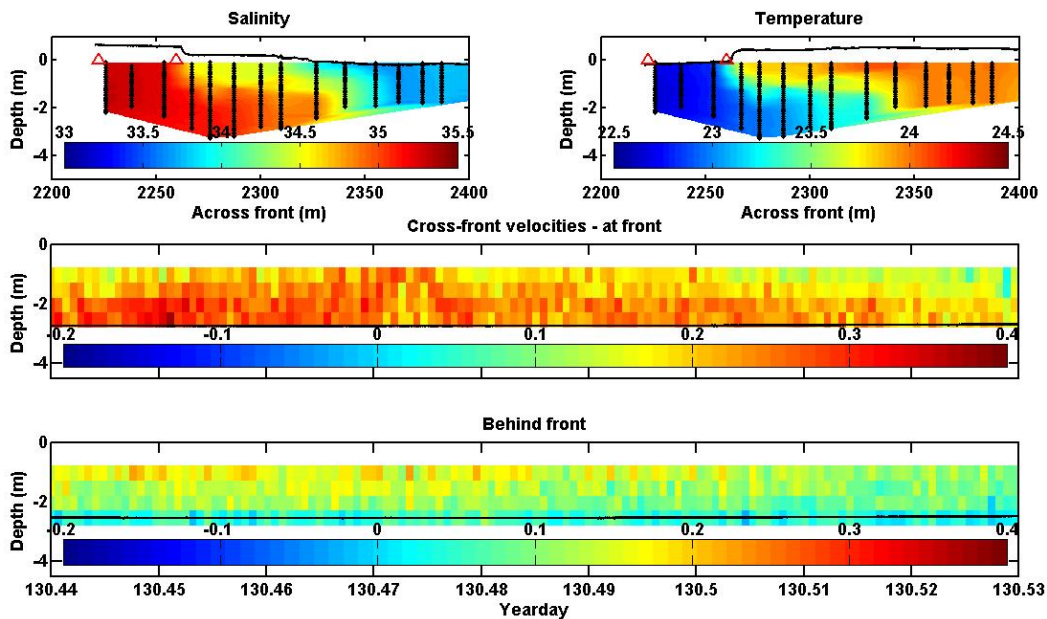 Salinity
Temperature
0
-2
-4
Depth (m)
33 33.5 34 34.5 35 35.5
2200 2250 2300 2350 2400
Across front (m)
0
-2
-4
Depth (m)
22.5 23 23.5 24 24.5
2200 2250 2300 2350 2400
Across front (m)
Cross-front velocities - at front
0
-2
-4
Depth (m)
-0.2 -0.1 0 0.1 0.2 0.3 0.4
Behind front
0
-2
-4
Depth (m)
-0.2 -0.1 0 0.1 0.2 0.3 0.4
130.44 130.45 130.46 130.47 130.48 130.49 130.5 130.51 130.52 130.53
Yearday